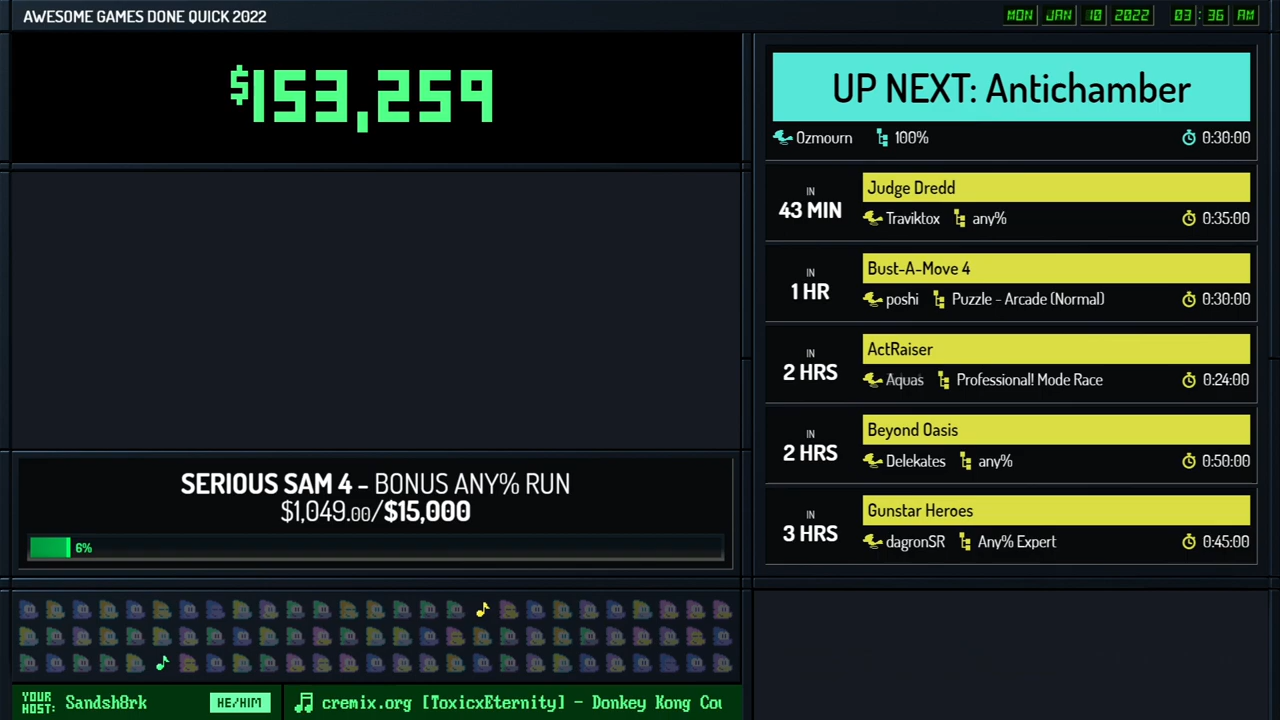 AWESOME GAMES DONE QUICK 2022
MON JAN 10 2022 03:36 AM
$153,259
UP NEXT: Antichamber
Ozmourn 100% 0:30:00
IN 43 MIN
Judge Dredd
Traviktox any% 0:35:00
IN 1 HR
Bust-A-Move 4
poshi Puzzle - Arcade (Normal) 0:30:00
IN 2 HRS
ActRaiser
Aquas Professional! Mode Race 0:24:00
IN 2 HRS
Beyond Oasis
Delekates any% 0:50:00
IN 3 HRS
Gunstar Heroes
dagronSR Any% Expert 0:45:00
SERIOUS SAM 4 - BONUS ANY% RUN
$1,049.00/$15,000
6%
YOUR HOST: Sandsh8rk HE/HIM
cremix.org [ToxicxEternity] - Donkey Kong Cou